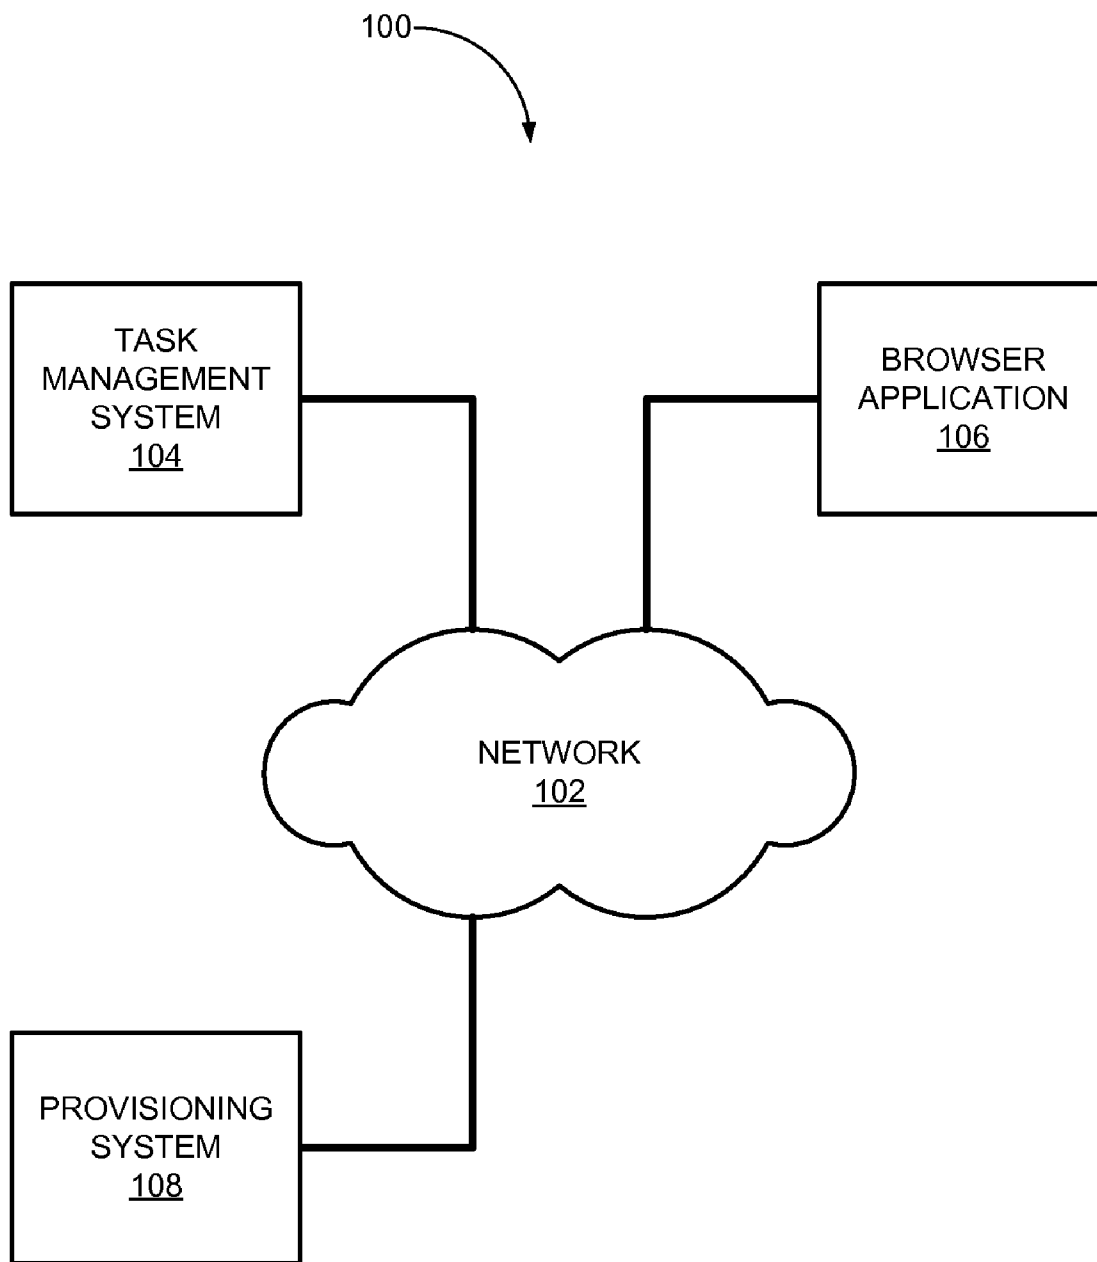 100
TASK
MANAGEMENT
SYSTEM
104
BROWSER
APPLICATION
106
NETWORK
102
PROVISIONING
SYSTEM
108